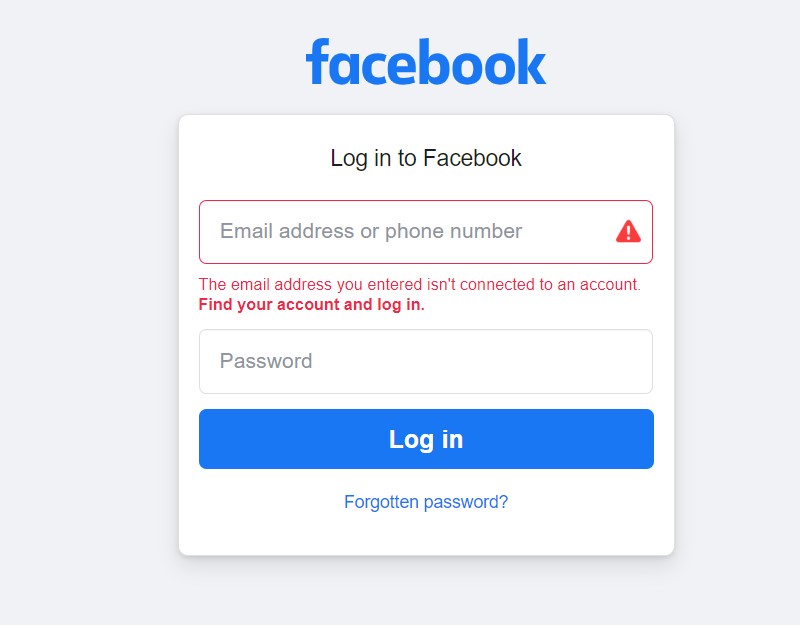 facebook
Log in to Facebook
Email address or phone number
The email address you entered isn't connected to an account.
Find your account and log in.
Password
Log in
Forgotten password?